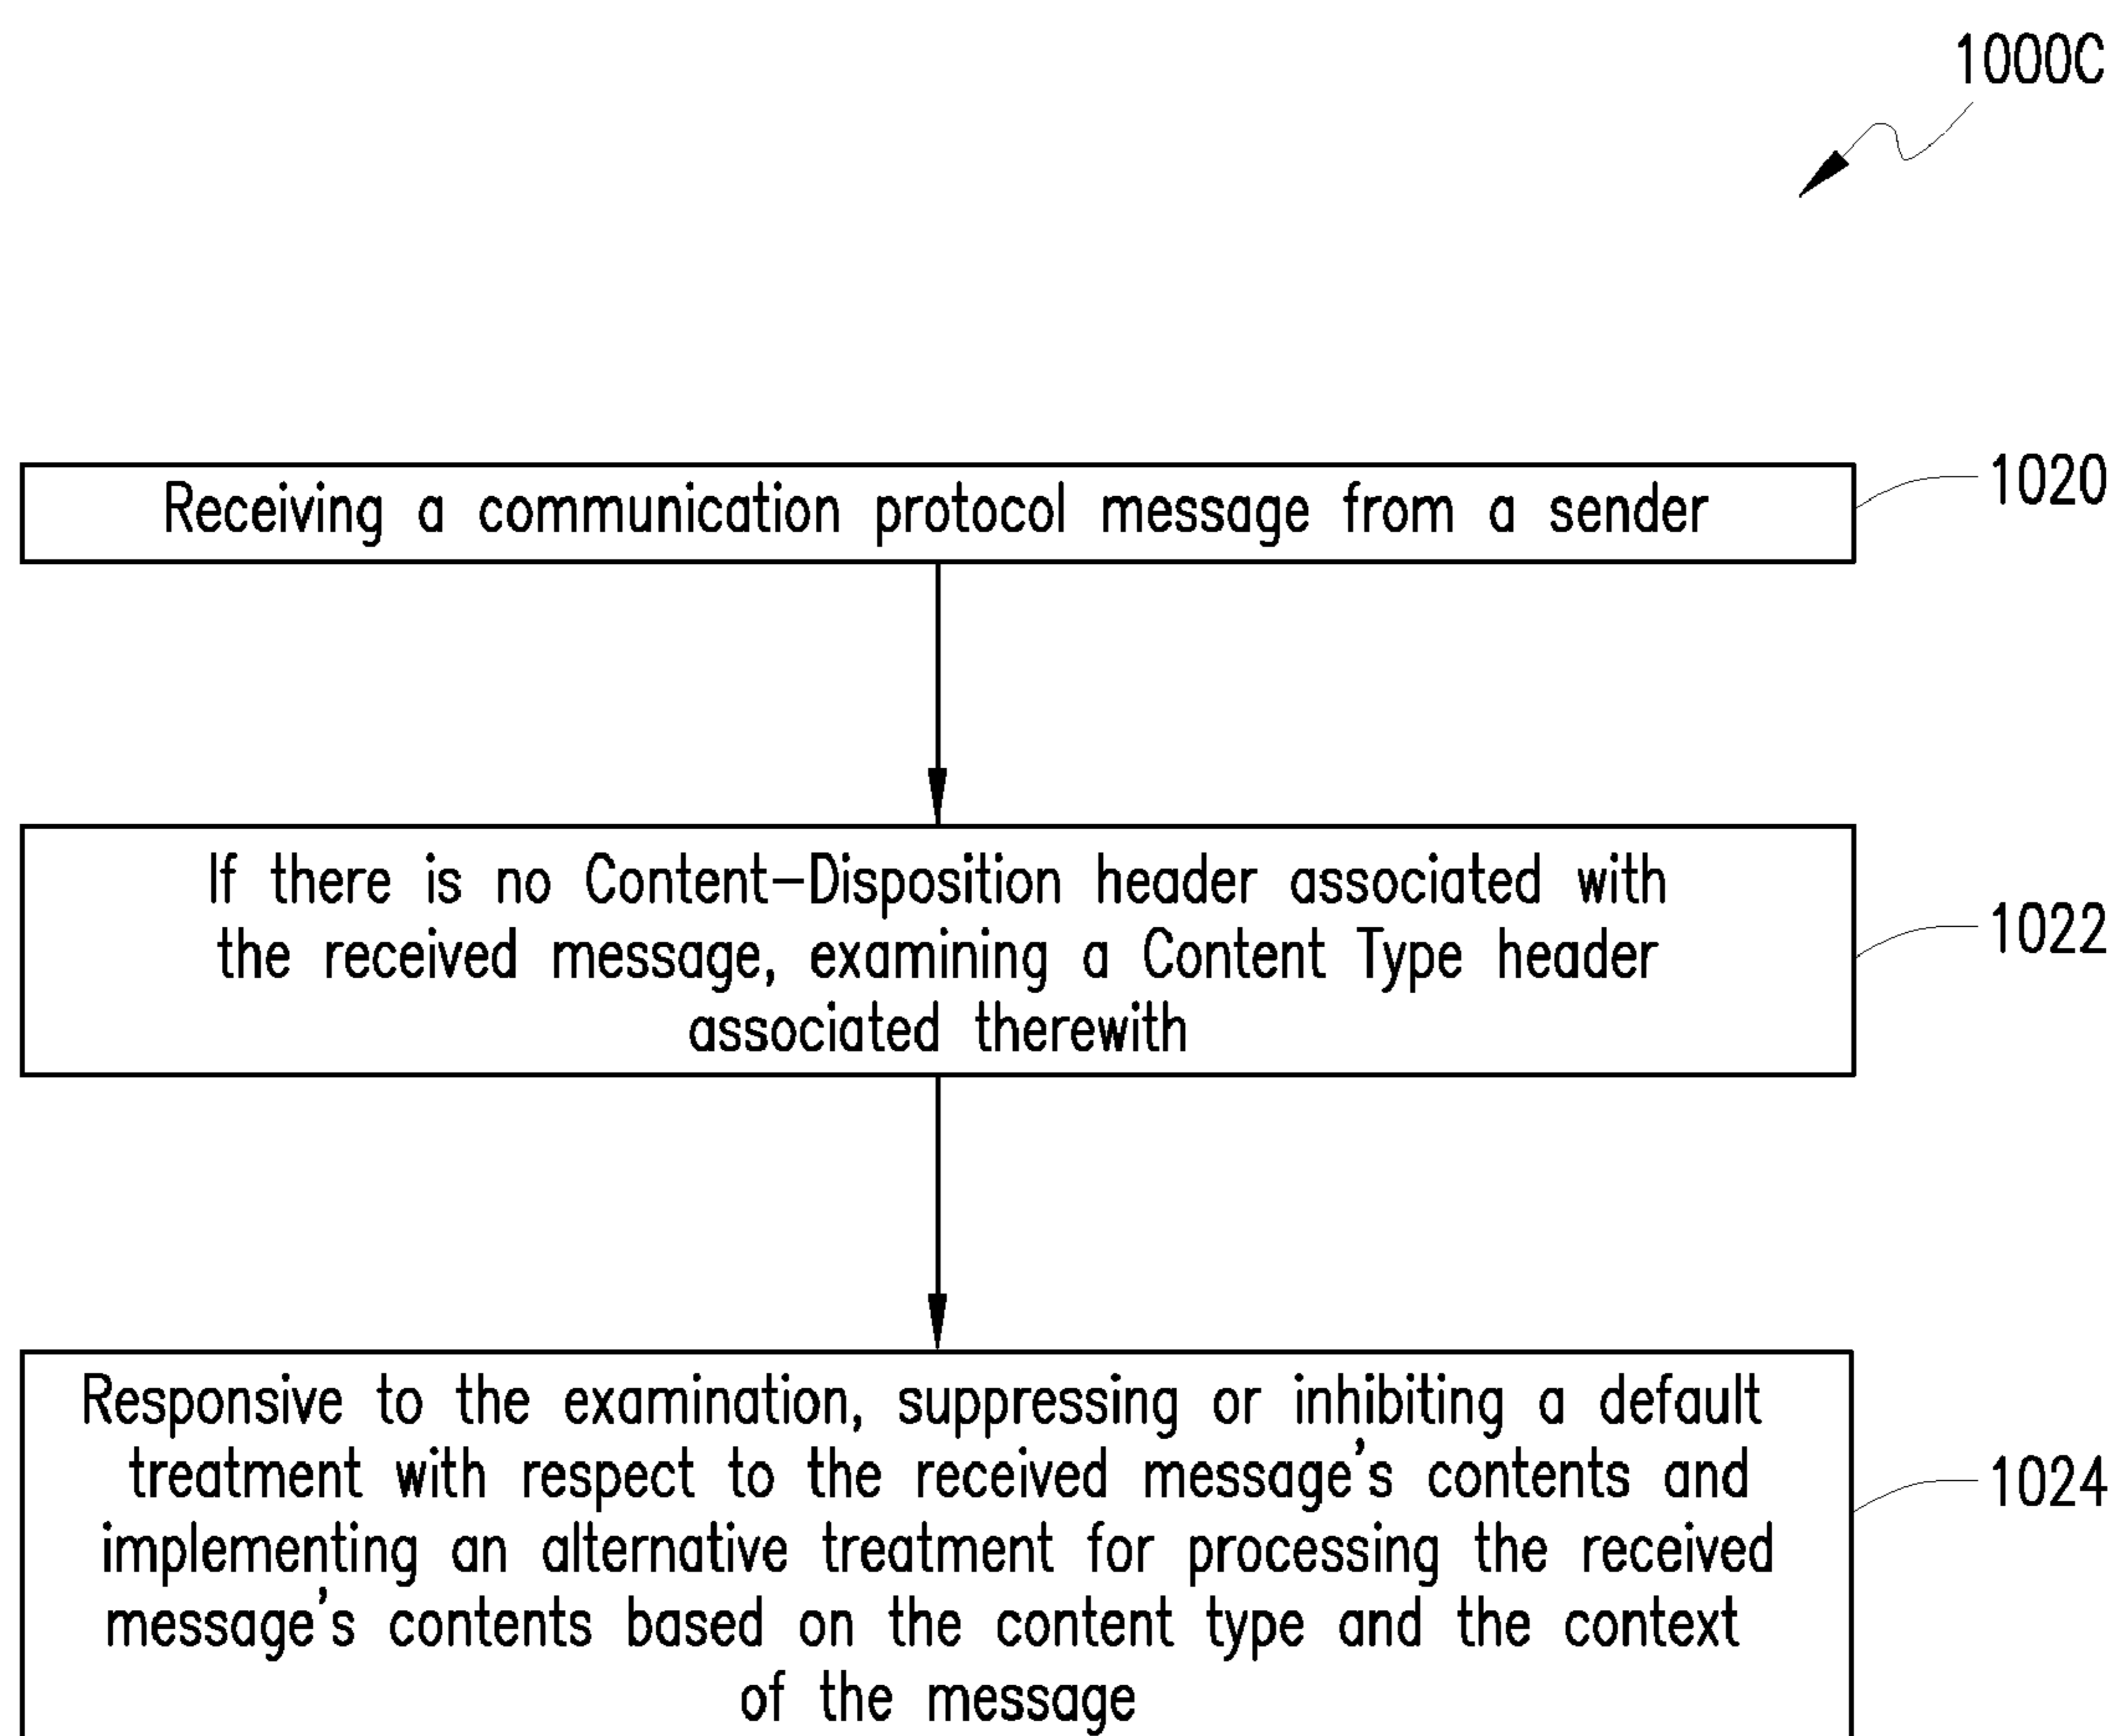 1000C
Receiving a communication protocol message from a sender
1020
If there is no Content-Disposition header associated with
the received message, examining a Content Type header
associated therewith
1022
Responsive to the examination, suppressing or inhibiting a default
treatment with respect to the received message's contents and
implementing an alternative treatment for processing the received
message's contents based on the content type and the context
of the message
1024